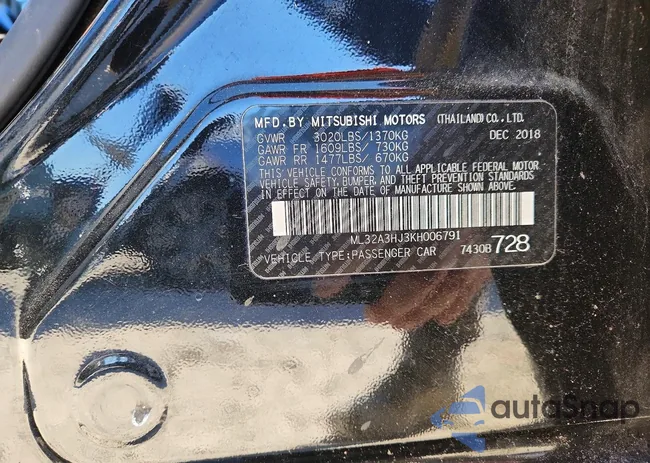 MFD. BY MITSUBISHI MOTORS (THAILAND) CO., LTD.
GVWR 3020LBS/1370KG DEC 2018
GAWR FR 1609LBS/ 730KG
GAWR RR 1477LBS/ 670KG
THIS VEHICLE CONFORMS TO ALL APPLICABLE FEDERAL MOTOR
VEHICLE SAFETY, BUMPER, AND THEFT PREVENTION STANDARDS
IN EFFECT ON THE DATE OF MANUFACTURE SHOWN ABOVE.
ML32A3HJ3KH006791
VEHICLE TYPE:PASSENGER CAR 7430B 728
autoSnap